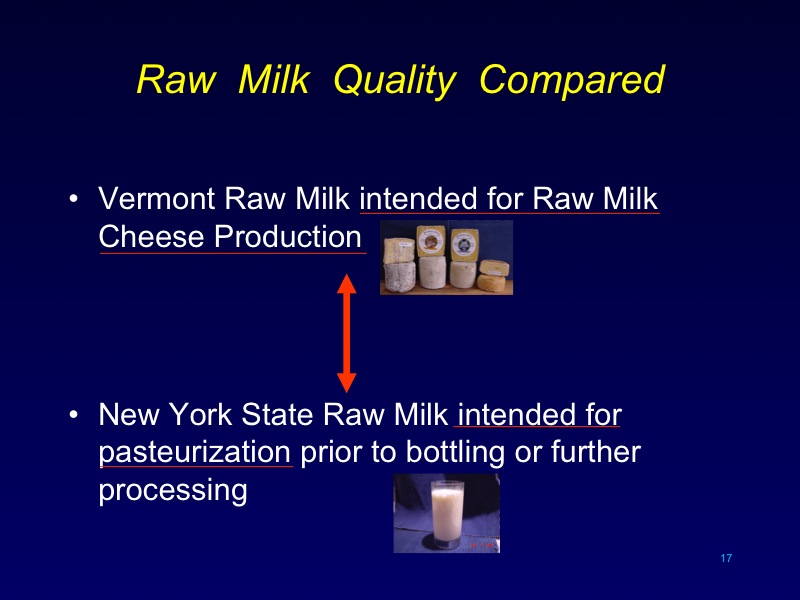 Raw Milk Quality Compared
• Vermont Raw Milk intended for Raw Milk
Cheese Production
• New York State Raw Milk intended for
pasteurization prior to bottling or further
processing
17